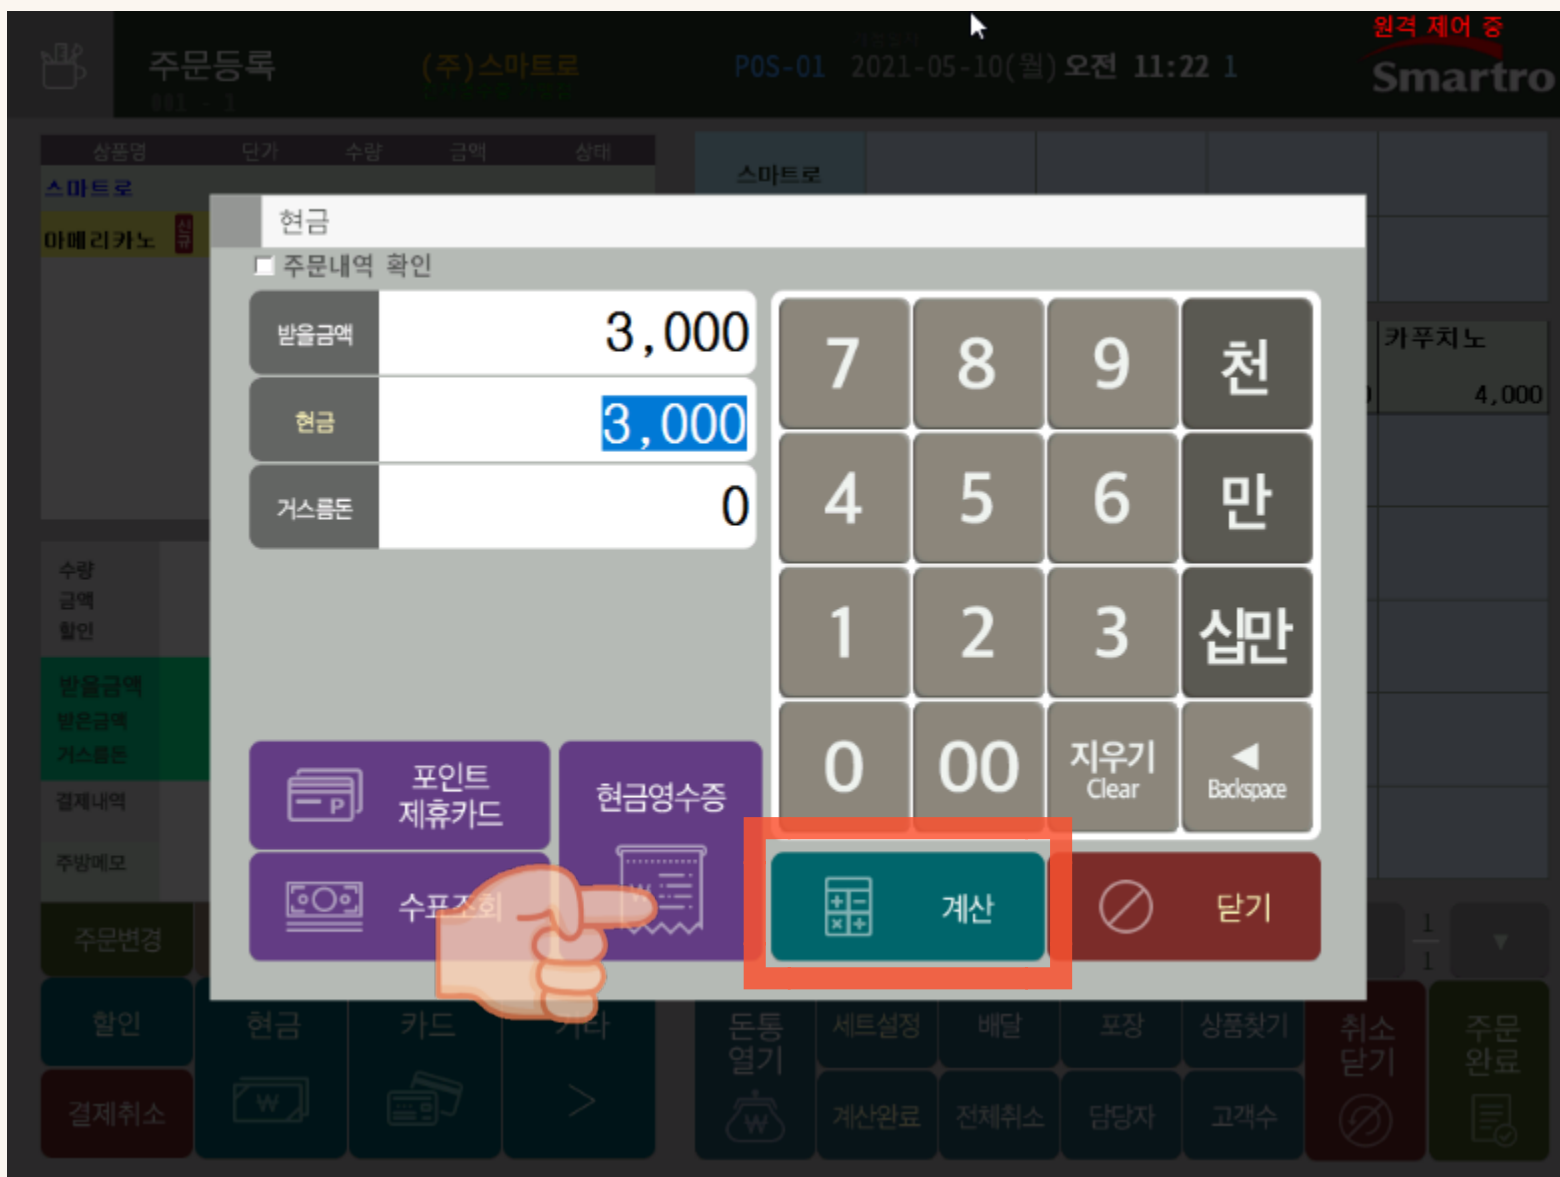 원격 제어 중
주문등록 (주)스마트로 POS-01 2021-05-10(월) 오전 11:22 1 Smartro
001 - 1
상품명 단가 수량 금액 상태
스마트로
스마트로
아메리카노 신규
현금
주문내역 확인
받을금액 3,000
현금 3,000
거스름돈 0
7 8 9 천
4 5 6 만
1 2 3 십만
0 00 지우기 Clear ◀ Backspace
포인트
제휴카드
현금영수증
수표조회
계산
닫기
카푸치노
4,000
수량
금액
할인
받을금액
받은금액
거스름돈
결제내역
주방메모
주문변경
1
1
▼
할인 현금 카드 기타
결제취소
돈통
열기
세트설정 배달 포장 상품찾기
계산완료 전체취소 담당자 고객수
취소
닫기
주문
완료